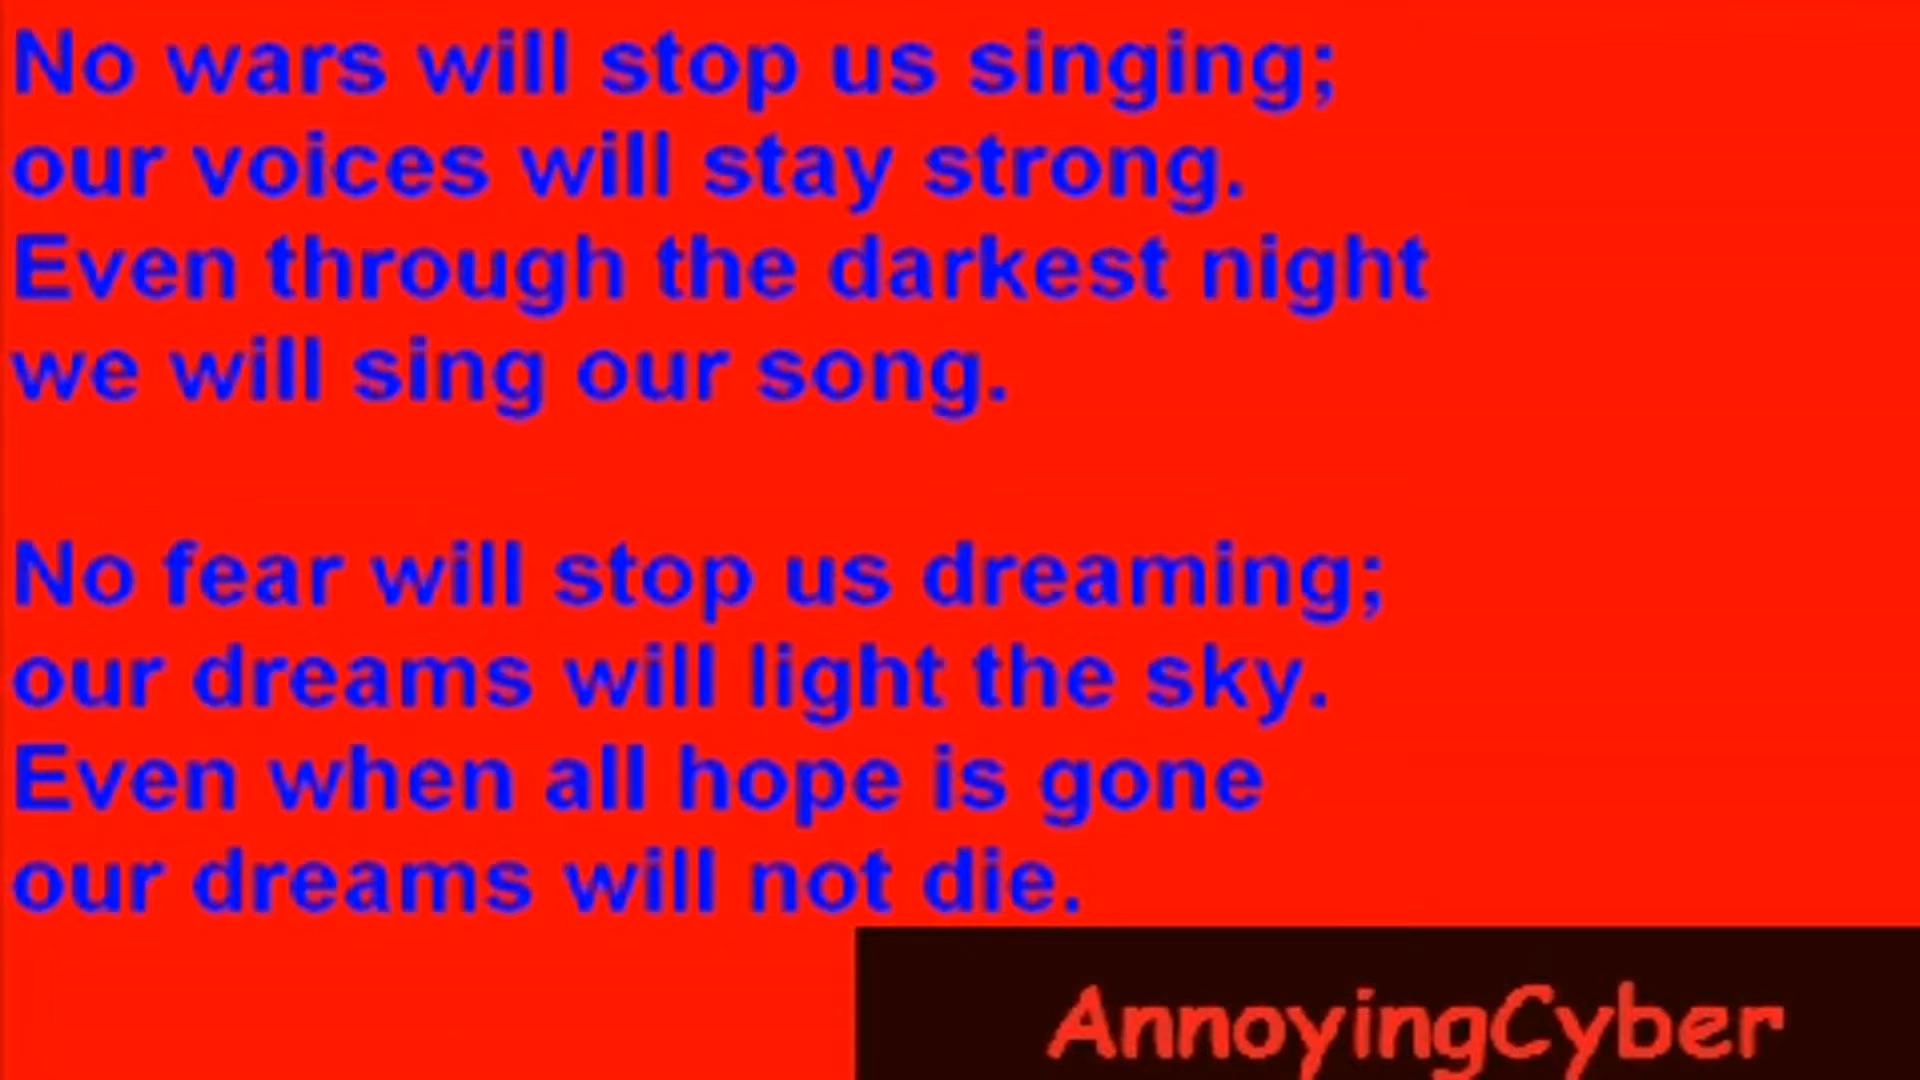 No wars will stop us singing;
our voices will stay strong.
Even through the darkest night
we will sing our song.
No fear will stop us dreaming;
our dreams will light the sky.
Even when all hope is gone
our dreams will not die.
AnnoyingCyber